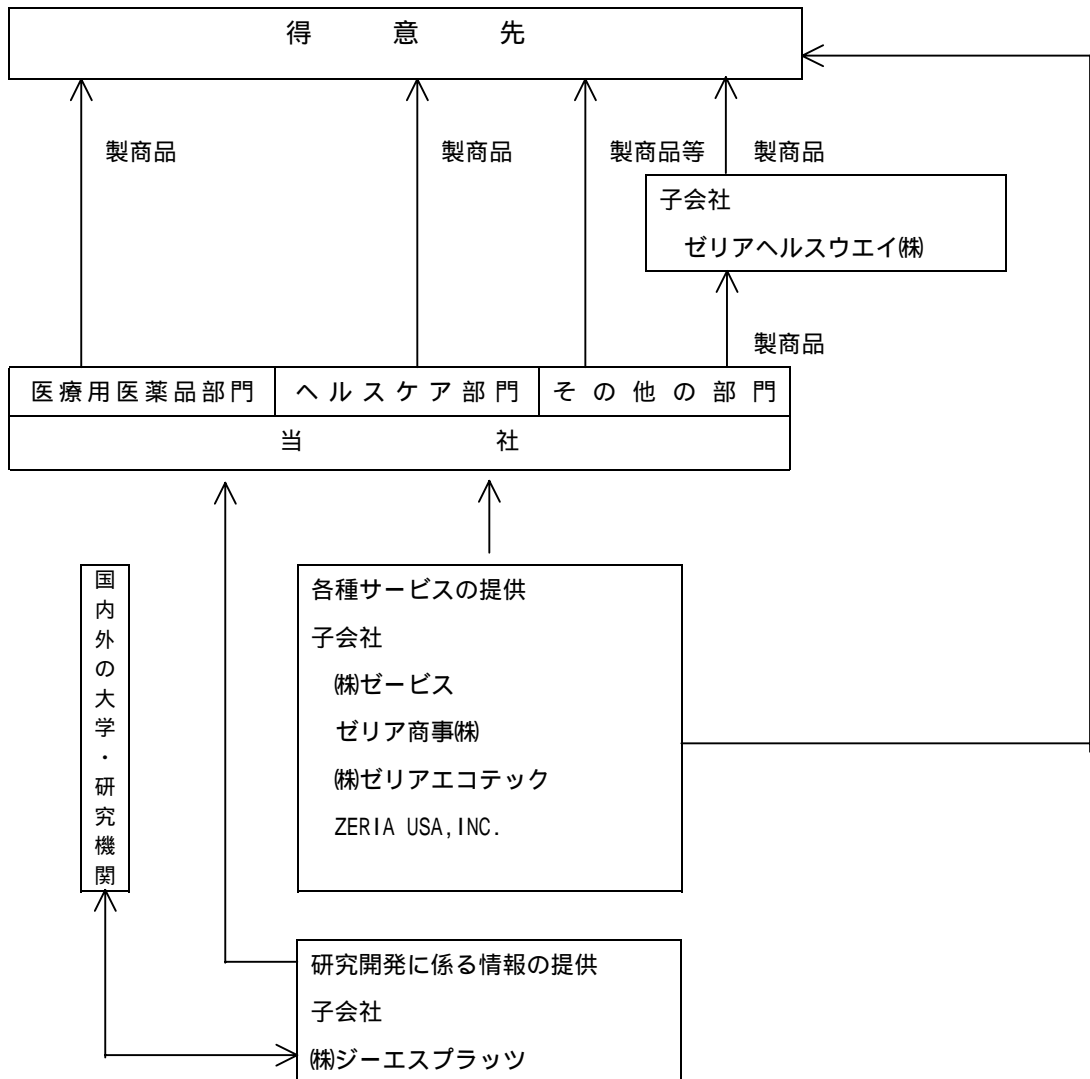 得意先
製商品
製商品
製商品等
製商品
子会社
ゼリアヘルスウエイ㈱
製商品
医療用医薬品部門
ヘルスケア部門
その他の部門
当社
国内外の大学・研究機関
各種サービスの提供
子会社
㈱ゼービス
ゼリア商事㈱
㈱ゼリアエコテック
ZERIA USA,INC.
研究開発に係る情報の提供
子会社
㈱ジーエスプラッツ